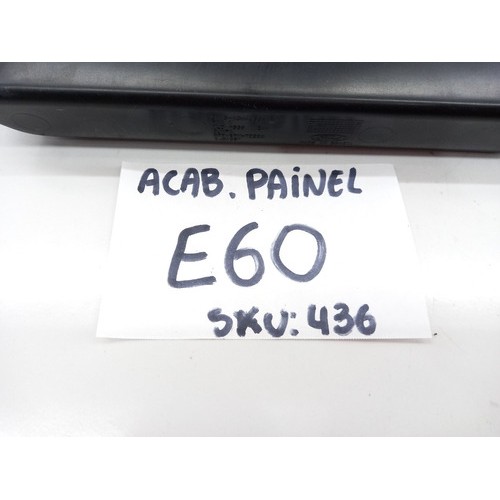 ACAB. PAiNEL
E60
SKU: 436